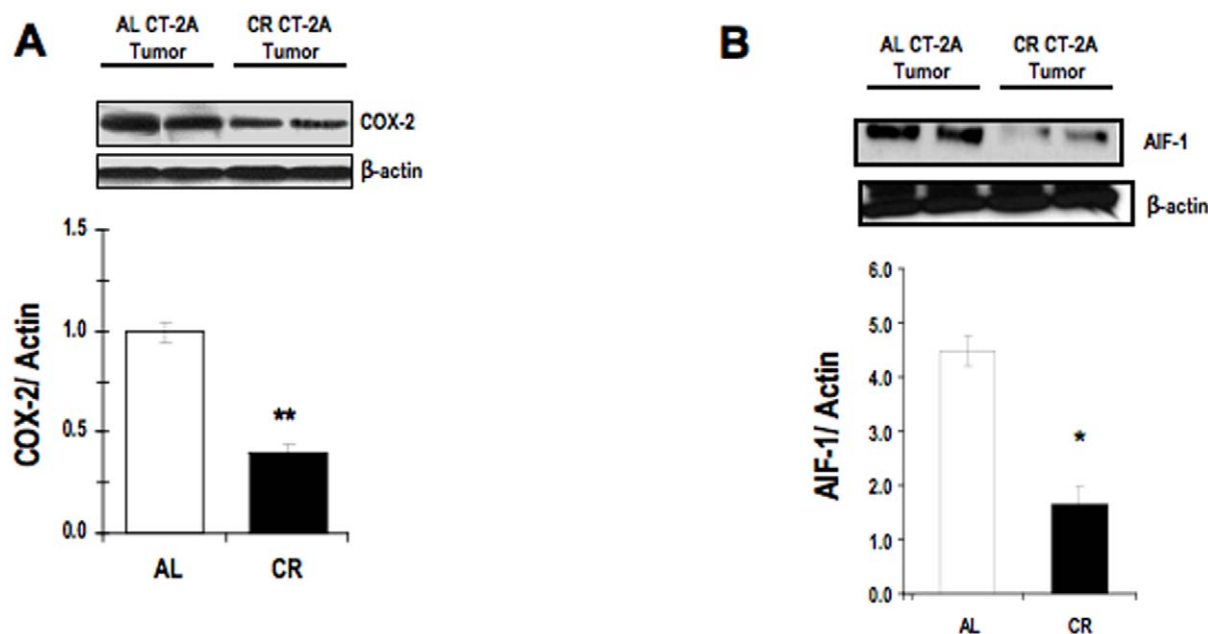 A
AL CT-2A
Tumor
CR CT-2A
Tumor
COX-2
β-actin
COX-2/ Actin
1.5
1.0
0.5
0.0
**
AL
CR
B
AL CT-2A
Tumor
CR CT-2A
Tumor
AIF-1
β-actin
AIF-1/ Actin
6.0
5.0
4.0
3.0
2.0
1.0
0.0
*
AL
CR